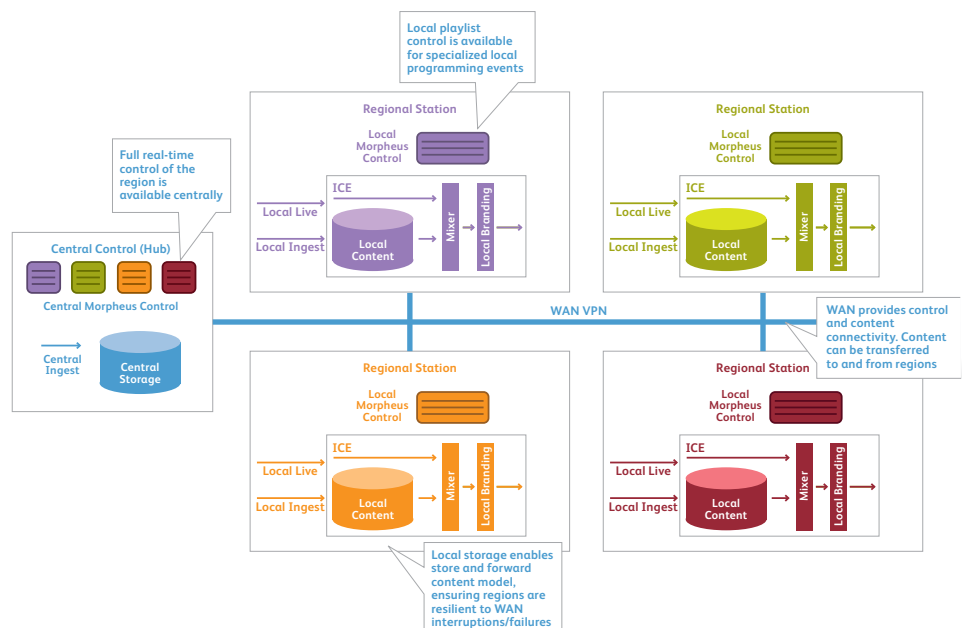 Local playlist
control is available
for specialized local
programming events
Full real-time
control of the
region is
available centrally
Central Control (Hub)
Central Morpheus Control
Central
Ingest
Central
Storage
Regional Station
Local
Morpheus
Control
ICE
Local Live
Local Ingest
Local
Content
Mixer
Local Branding
Regional Station
Local
Morpheus
Control
ICE
Local Live
Local Ingest
Local
Content
Mixer
Local Branding
WAN VPN
WAN provides control
and content
connectivity. Content
can be transferred
to and from regions
Regional Station
Local
Morpheus
Control
ICE
Local Live
Local Ingest
Local
Content
Mixer
Local Branding
Regional Station
Local
Morpheus
Control
ICE
Local Live
Local Ingest
Local
Content
Mixer
Local Branding
Local storage enables
store and forward
content model,
ensuring regions are
resilient to WAN
interruptions/failures